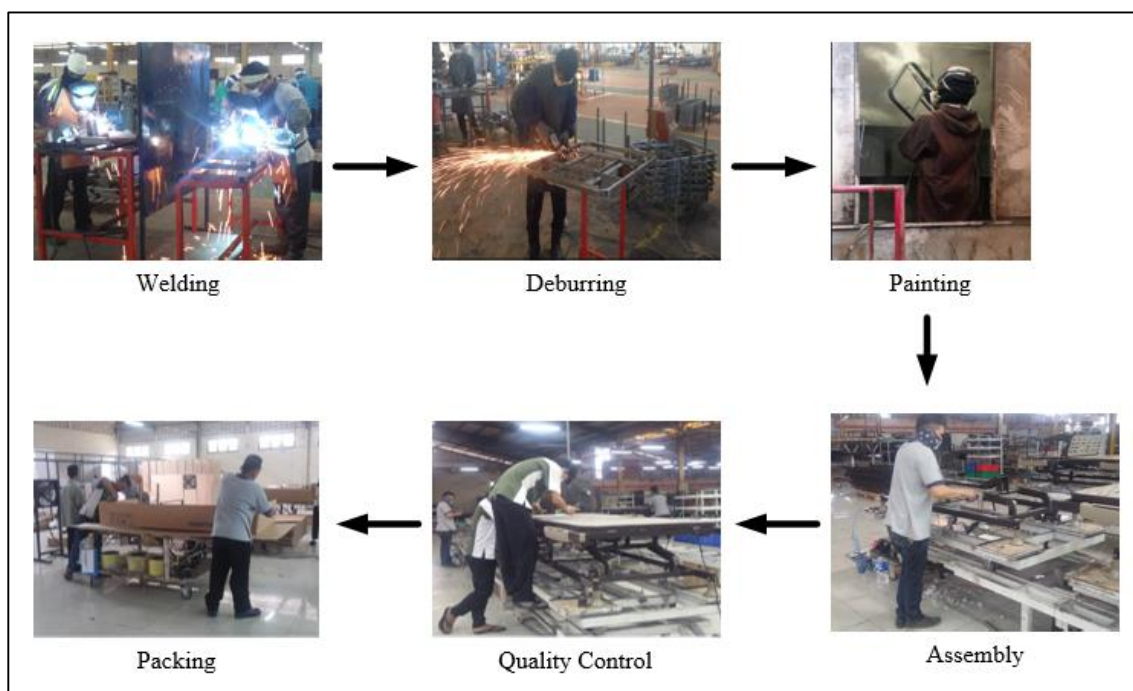 Welding
Deburring
Painting
Assembly
Quality Control
Packing